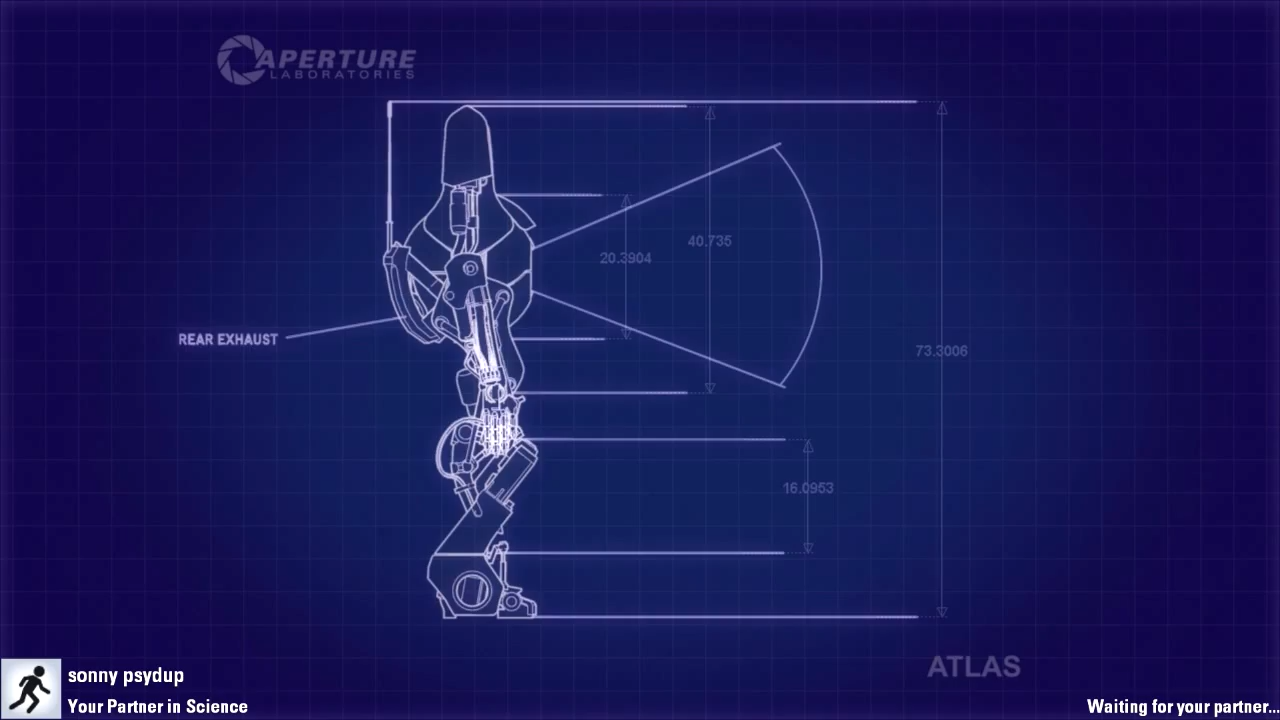 APERTURE
LABORATORIES
40.735
20.3904
REAR EXHAUST
73.3006
16.0953
ATLAS
sonny psydup
Your Partner in Science
Waiting for your partner...